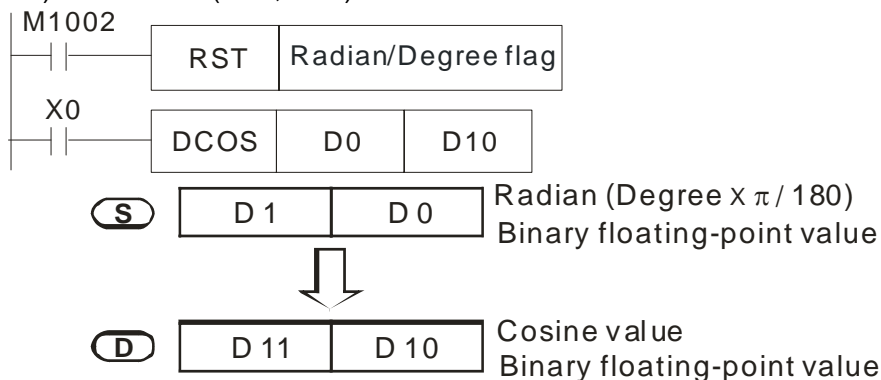 M1002
RST Radian/Degree flag
X0
DCOS D0 D10
S D 1 D 0 Radian (Degree x π / 180)
Binary floating-point value
D D 11 D 10 Cosine value
Binary floating-point value